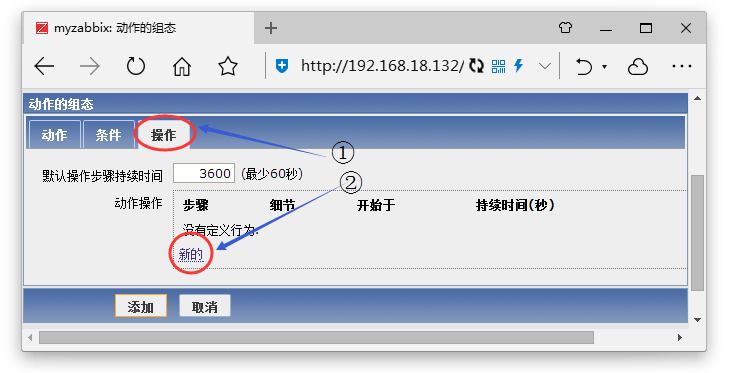 Z myzabbix: 动作的组态
http://192.168.18.132/
动作的组态
动作 条件 操作
①
默认操作步骤持续时间 3600 (最少60秒)
②
动作操作 步骤 细节 开始于 持续时间(秒)
没有定义行为.
新的
添加 取消